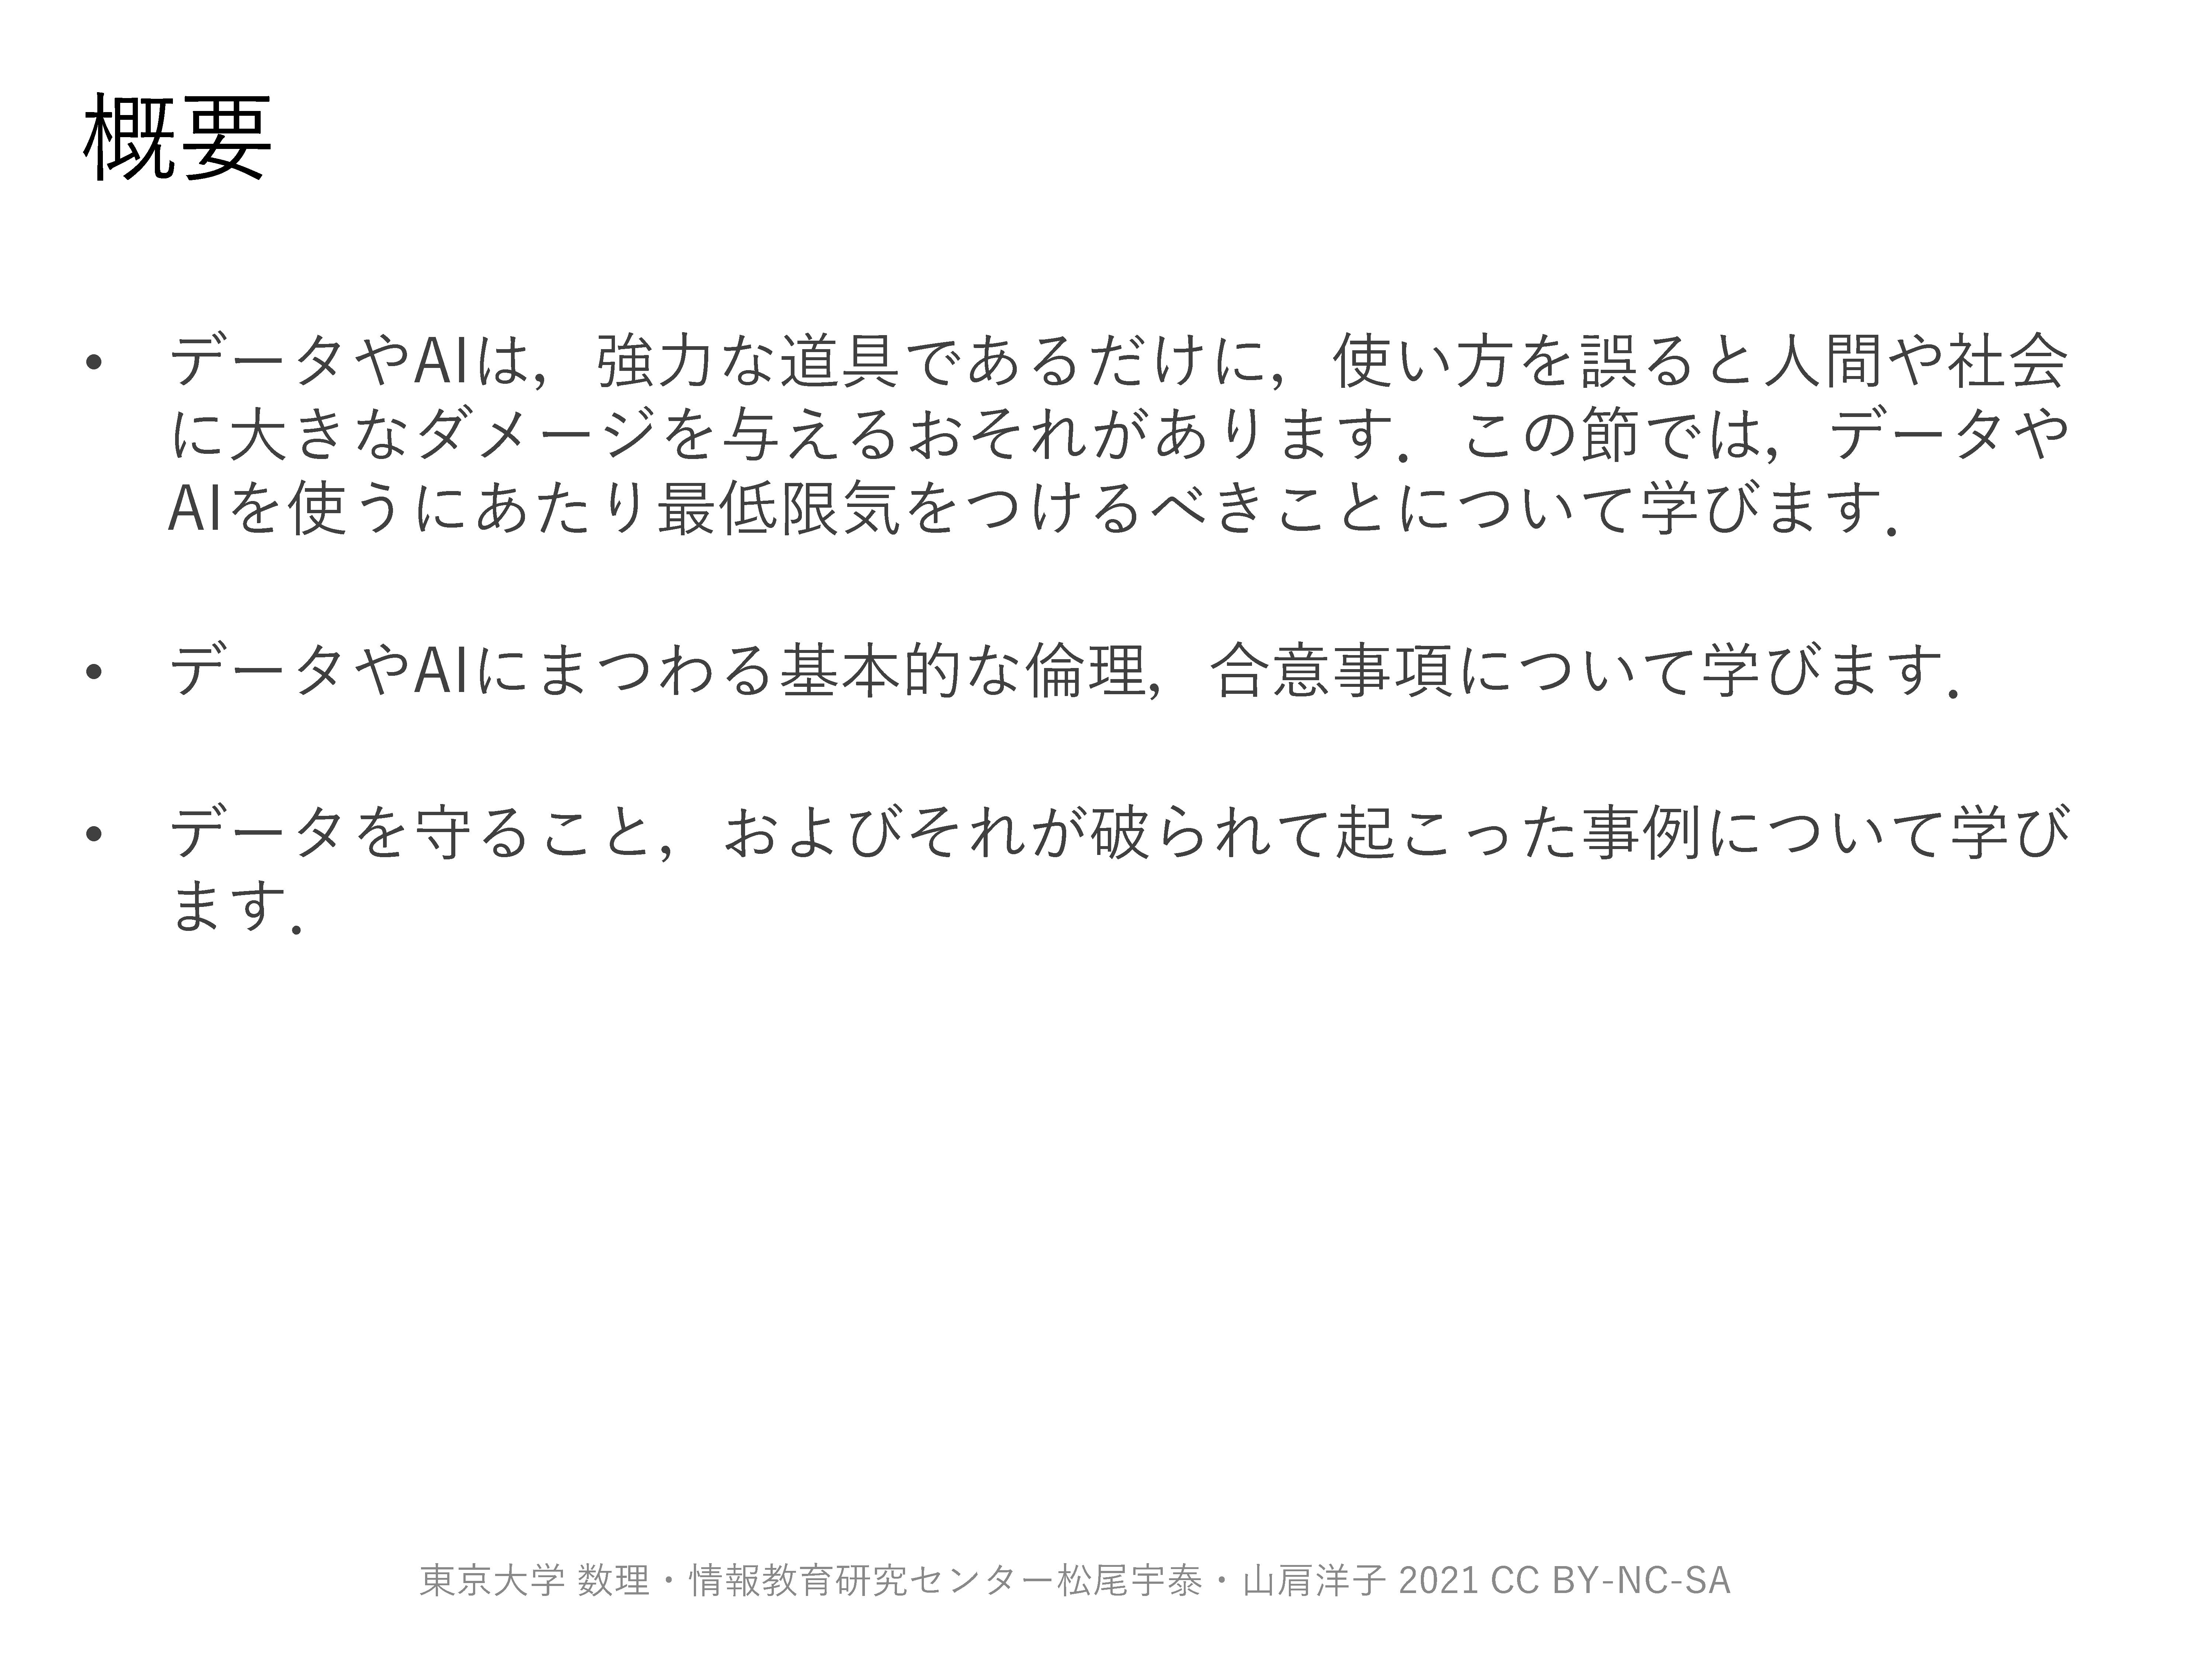 概要
• データやAIは，強力な道具であるだけに，使い方を誤ると人間や社会
に大きなダメージを与えるおそれがあります．この節では，データや
AIを使うにあたり最低限気をつけるべきことについて学びます．
• データやAIにまつわる基本的な倫理，合意事項について学びます．
• データを守ること，およびそれが破られて起こった事例について学び
ます．
東京大学 数理・情報教育研究センター松尾宇泰・山肩洋子 2021 CC BY-NC-SA